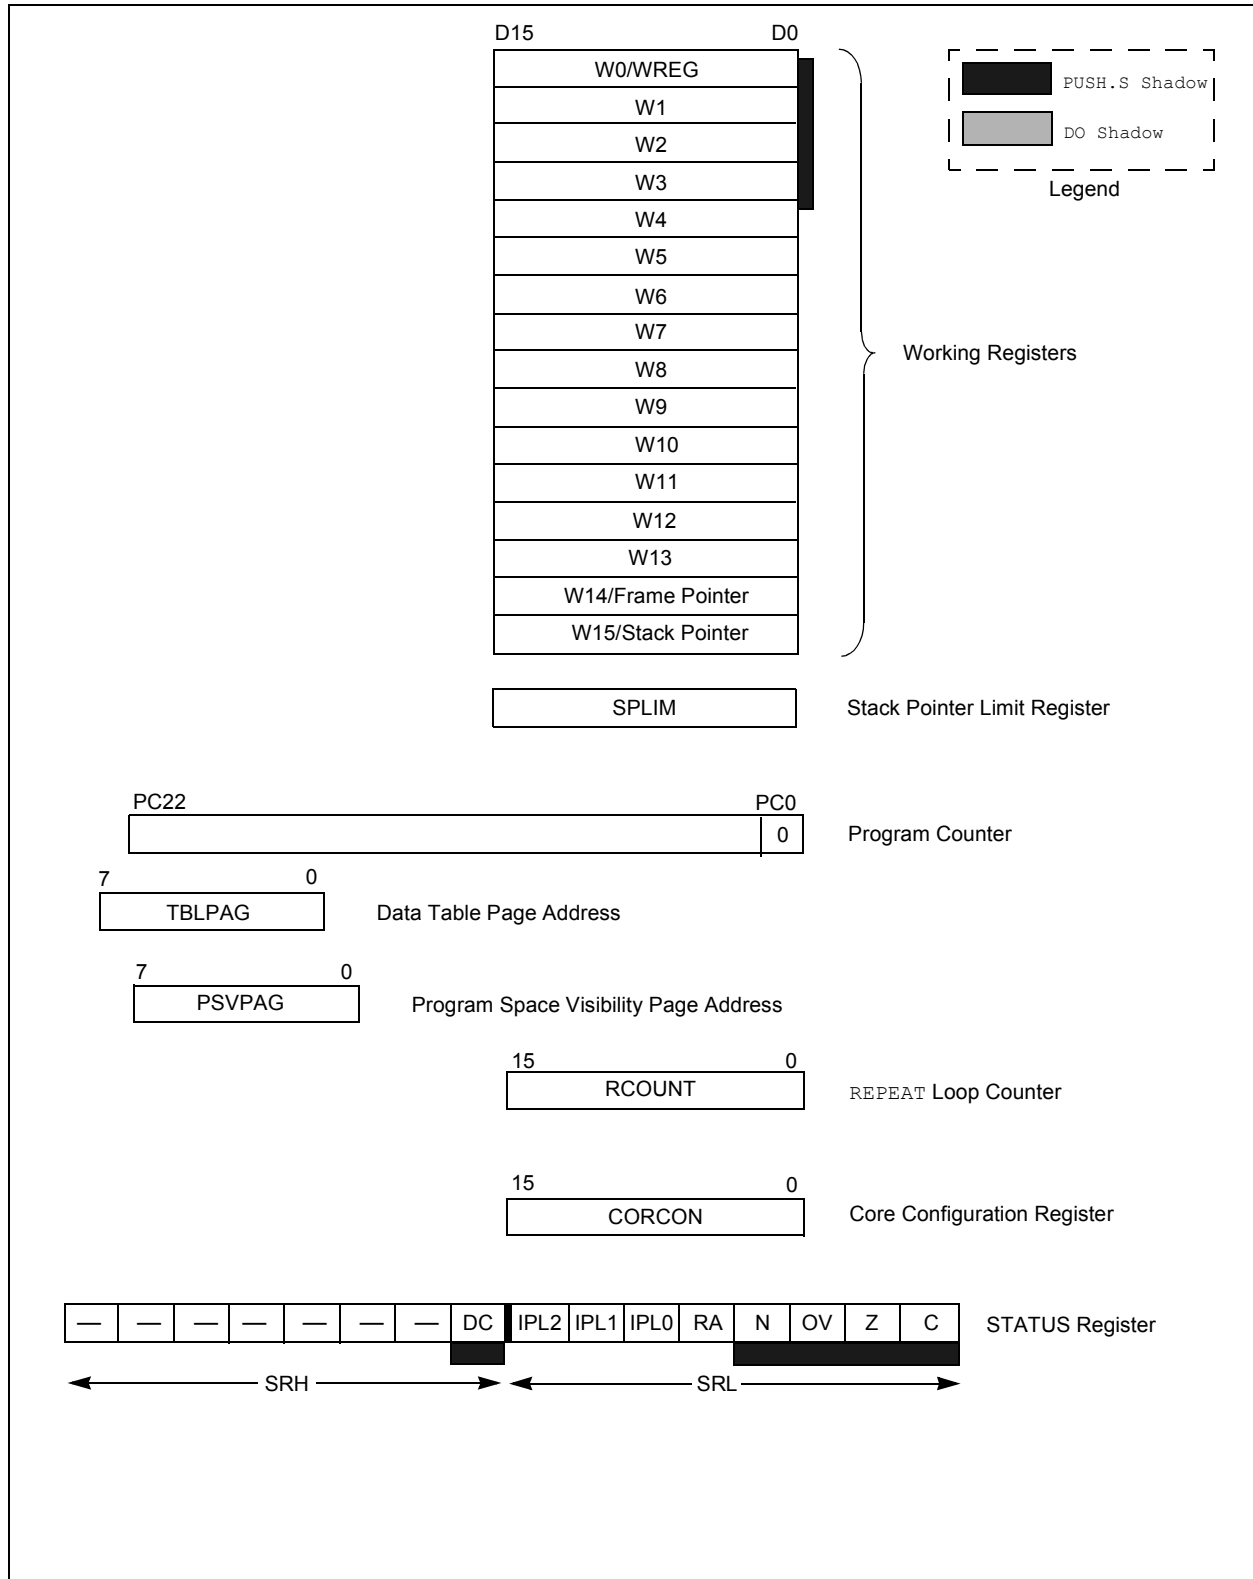 D15 D0
W0/WREG
W1
W2
W3
W4
W5
W6
W7
W8
W9
W10
W11
W12
W13
W14/Frame Pointer
W15/Stack Pointer
PUSH.S Shadow
DO Shadow
Legend
Working Registers
SPLIM Stack Pointer Limit Register
PC22 PC0
0 Program Counter
7 0
TBLPAG Data Table Page Address
7 0
PSVPAG Program Space Visibility Page Address
15 0
RCOUNT REPEAT Loop Counter
15 0
CORCON Core Configuration Register
— — — — — — — DC IPL2 IPL1 IPL0 RA N OV Z C STATUS Register
SRH SRL